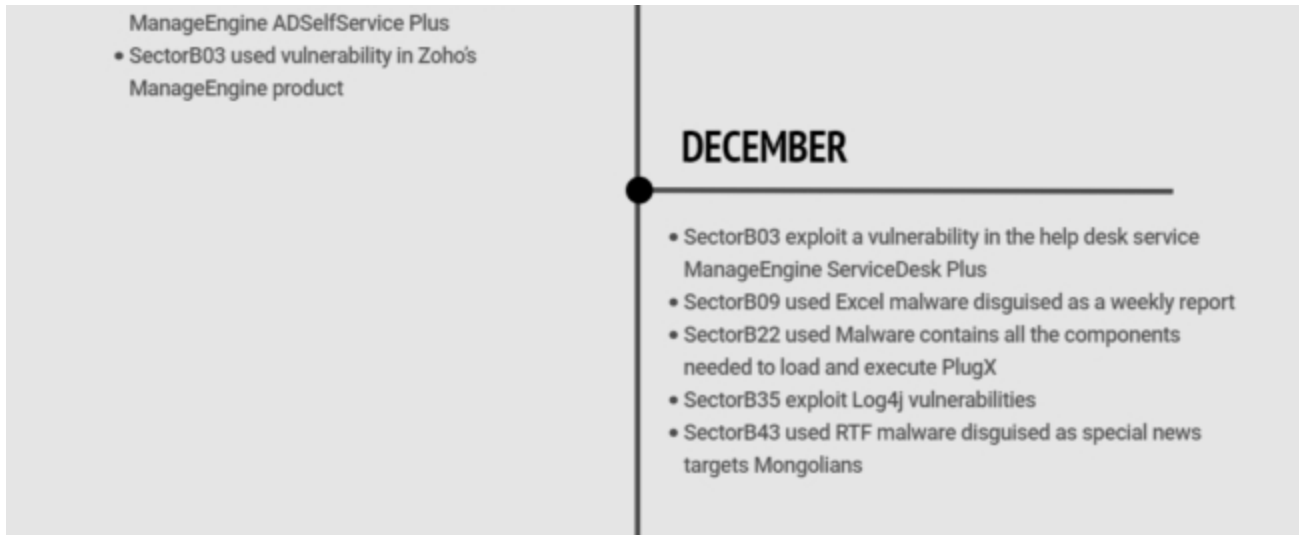 ManageEngine ADSelfService Plus
• SectorB03 used vulnerability in Zoho's
ManageEngine product
DECEMBER
• SectorB03 exploit a vulnerability in the help desk service
ManageEngine ServiceDesk Plus
• SectorB09 used Excel malware disguised as a weekly report
• SectorB22 used Malware contains all the components
needed to load and execute PlugX
• SectorB35 exploit Log4j vulnerabilities
• SectorB43 used RTF malware disguised as special news
targets Mongolians